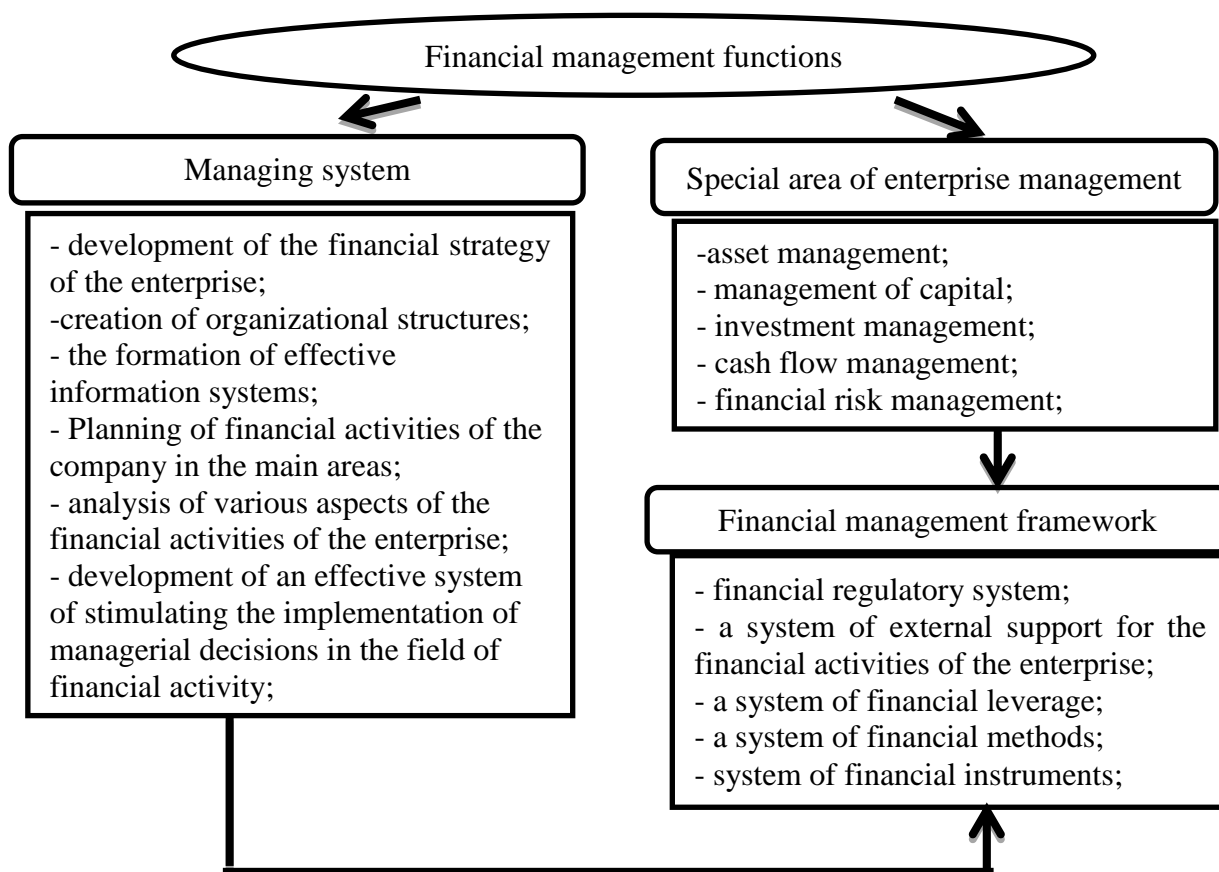 Financial management functions
Managing system
- development of the financial strategy
of the enterprise;
-creation of organizational structures;
- the formation of effective
information systems;
- Planning of financial activities of the
company in the main areas;
- analysis of various aspects of the
financial activities of the enterprise;
- development of an effective system
of stimulating the implementation of
managerial decisions in the field of
financial activity;
Special area of enterprise management
-asset management;
- management of capital;
- investment management;
- cash flow management;
- financial risk management;
Financial management framework
- financial regulatory system;
- a system of external support for the
financial activities of the enterprise;
- a system of financial leverage;
- a system of financial methods;
- system of financial instruments;